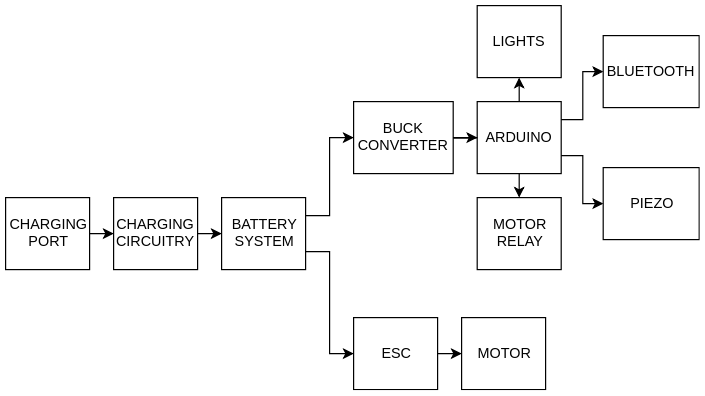 LIGHTS
BLUETOOTH
BUCK
CONVERTER
ARDUINO
CHARGING
PORT
CHARGING
CIRCUITRY
BATTERY
SYSTEM
MOTOR
RELAY
PIEZO
ESC
MOTOR